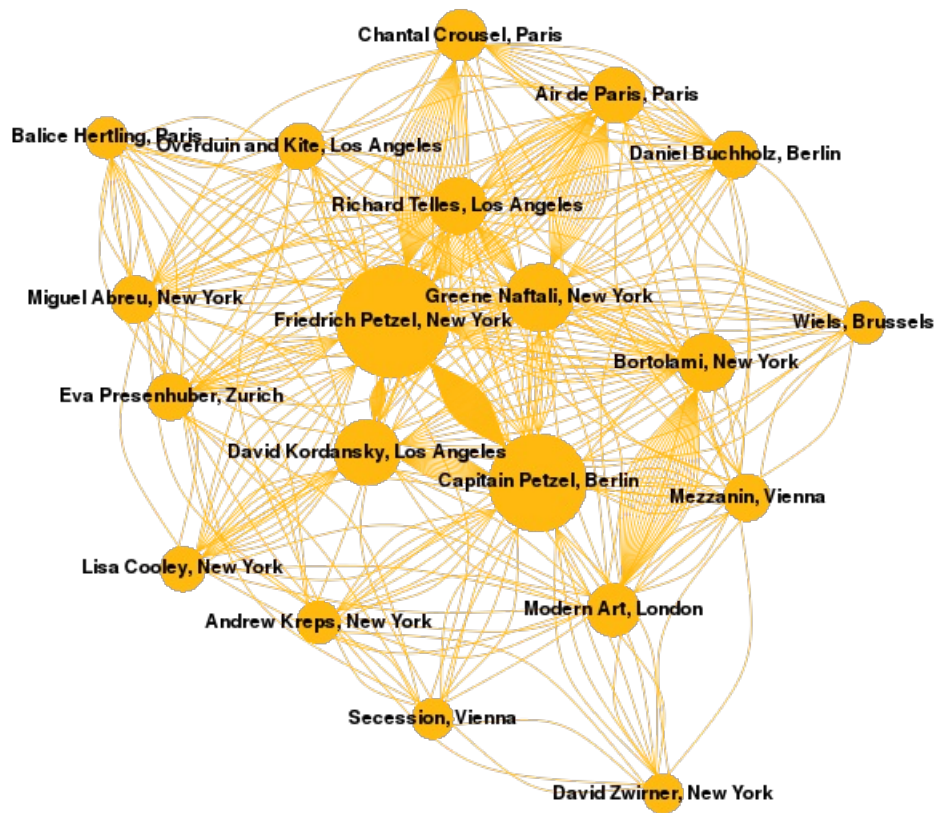 Chantal Crousel, Paris
Air de Paris, Paris
Balice Hertling, Paris
Overduin and Kite, Los Angeles
Daniel Buchholz, Berlin
Richard Telles, Los Angeles
Miguel Abreu, New York
Greene Naftali, New York
Friedrich Petzel, New York
Wiels, Brussels
Bortolami, New York
Eva Presenhuber, Zurich
David Kordansky, Los Angeles
Capitain Petzel, Berlin
Mezzanin, Vienna
Lisa Cooley, New York
Modern Art, London
Andrew Kreps, New York
Secession, Vienna
David Zwirner, New York